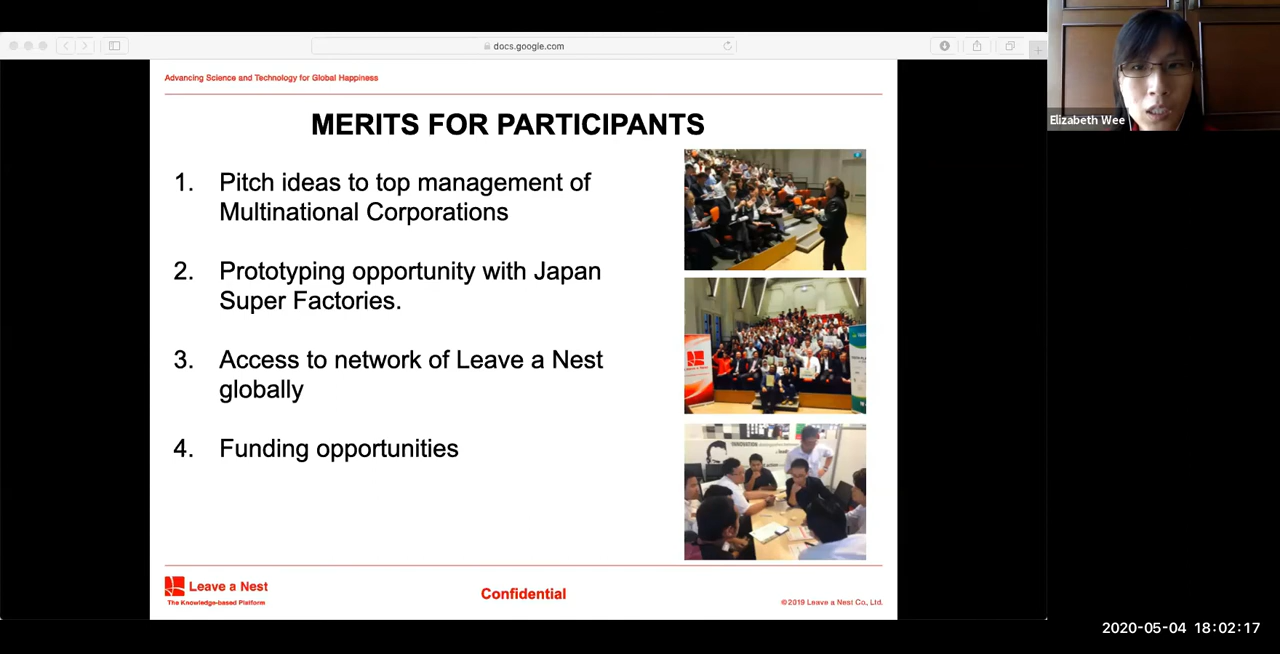 docs.google.com
Advancing Science and Technology for Global Happiness
MERITS FOR PARTICIPANTS
1. Pitch ideas to top management of
Multinational Corporations
2. Prototyping opportunity with Japan
Super Factories.
3. Access to network of Leave a Nest
globally
4. Funding opportunities
Leave a Nest
The Knowledge-based Platform
Confidential
©2019 Leave a Nest Co., Ltd.
Elizabeth Wee
2020-05-04 18:02:17